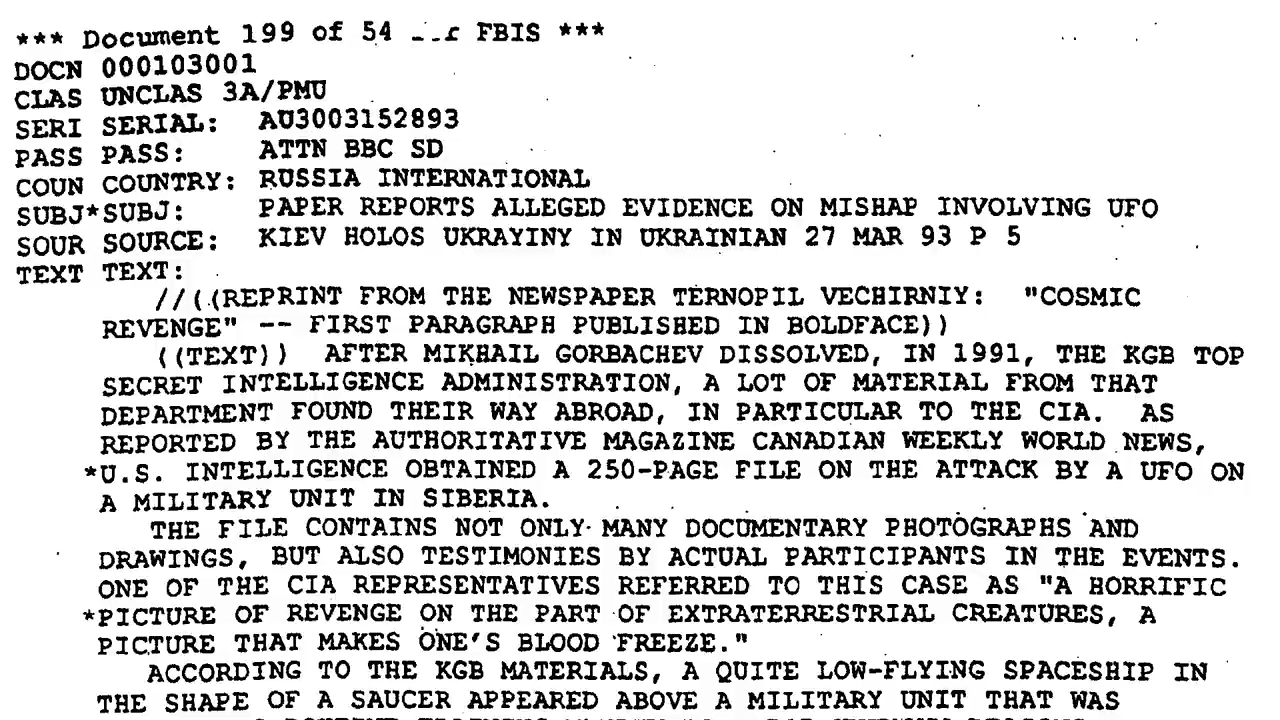 *** Document 199 of 54 FBIS ***
DOCN 000103001
CLAS UNCLAS 3A/PMU
SERI SERIAL: AU3003152893
PASS PASS: ATTN BBC SD
COUN COUNTRY: RUSSIA INTERNATIONAL
SUBJ*SUBJ: PAPER REPORTS ALLEGED EVIDENCE ON MISHAP INVOLVING UFO
SOUR SOURCE: KIEV HOLOS UKRAYINY IN UKRAINIAN 27 MAR 93 P 5
TEXT TEXT:
//((REPRINT FROM THE NEWSPAPER TERNOPIL VECHIRNIY: "COSMIC
REVENGE" -- FIRST PARAGRAPH PUBLISHED IN BOLDFACE))
((TEXT)) AFTER MIKHAIL GORBACHEV DISSOLVED, IN 1991, THE KGB TOP
SECRET INTELLIGENCE ADMINISTRATION, A LOT OF MATERIAL FROM THAT
DEPARTMENT FOUND THEIR WAY ABROAD, IN PARTICULAR TO THE CIA. AS
REPORTED BY THE AUTHORITATIVE MAGAZINE CANADIAN WEEKLY WORLD NEWS,
*U.S. INTELLIGENCE OBTAINED A 250-PAGE FILE ON THE ATTACK BY A UFO ON
A MILITARY UNIT IN SIBERIA.
THE FILE CONTAINS NOT ONLY MANY DOCUMENTARY PHOTOGRAPHS AND
DRAWINGS, BUT ALSO TESTIMONIES BY ACTUAL PARTICIPANTS IN THE EVENTS.
ONE OF THE CIA REPRESENTATIVES REFERRED TO THIS CASE AS "A HORRIFIC
*PICTURE OF REVENGE ON THE PART OF EXTRATERRESTRIAL CREATURES, A
PICTURE THAT MAKES ONE'S BLOOD FREEZE."
ACCORDING TO THE KGB MATERIALS, A QUITE LOW-FLYING SPACESHIP IN
THE SHAPE OF A SAUCER APPEARED ABOVE A MILITARY UNIT THAT WAS